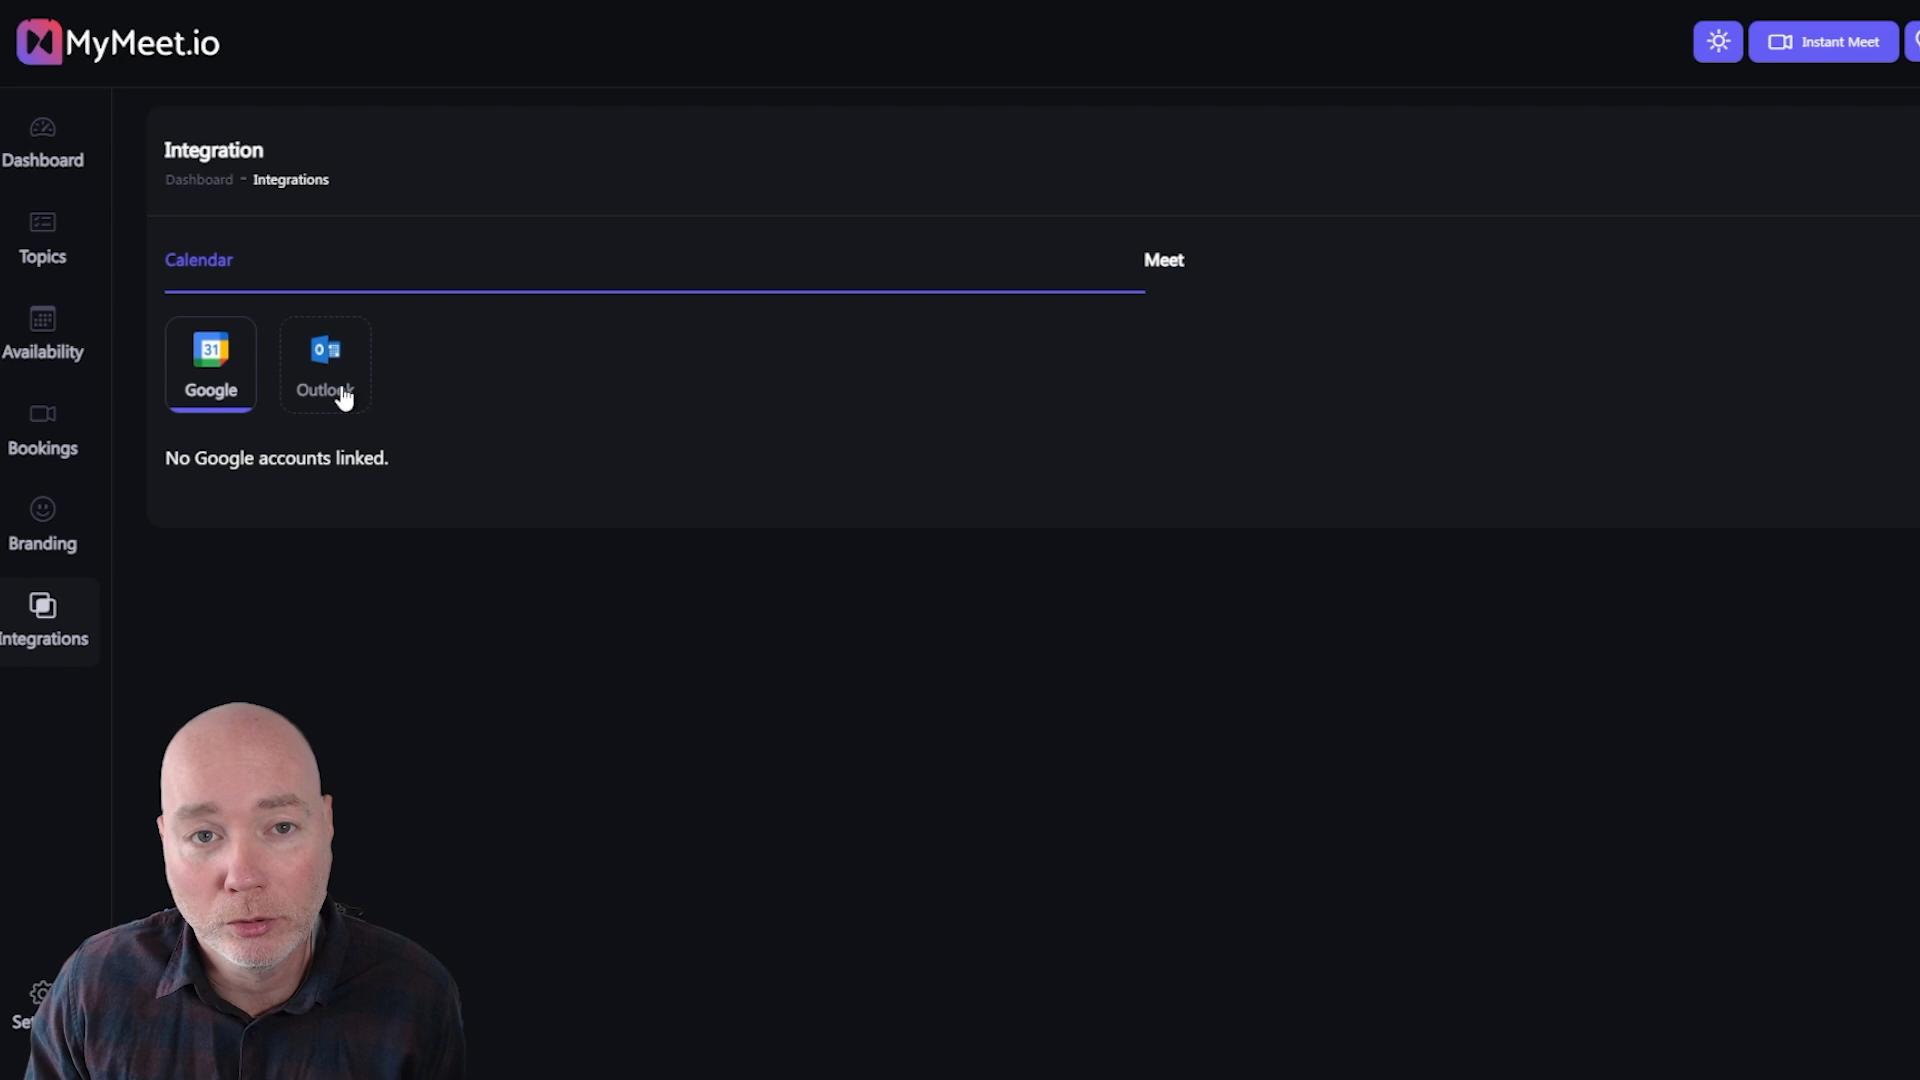 MyMeet.io
Instant Meet
Dashboard
Topics
Availability
Bookings
Branding
Integrations
Integration
Dashboard - Integrations
Calendar
Meet
31
Google
Outlook
No Google accounts linked.